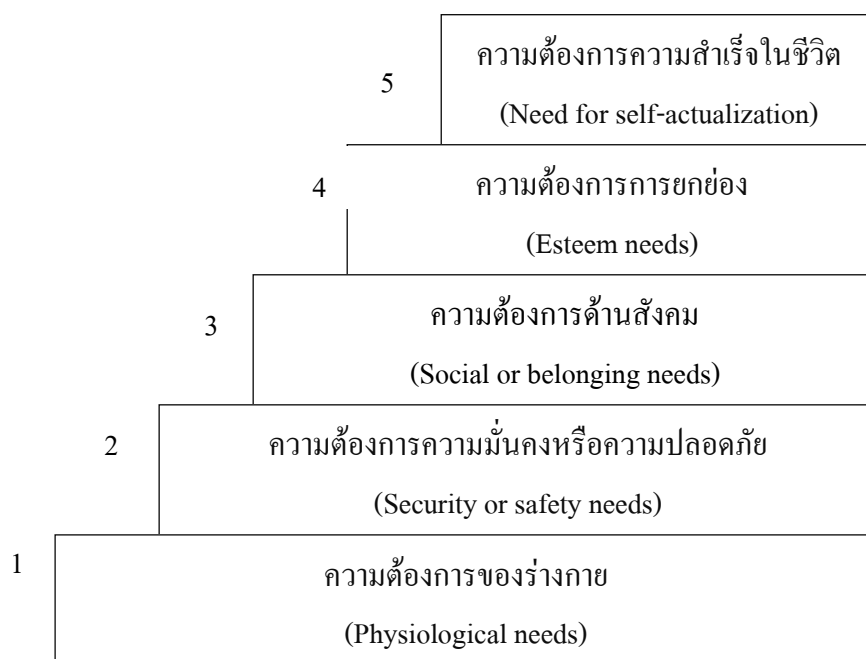 ความต้องการความสำเร็จในชีวิต
5
(Need for self-actualization)
4
ความต้องการการยกย่อง
(Esteem needs)
ความต้องการด้านสังคม
3
(Social or belonging needs)
2
ความต้องการความมั่นคงหรือความปลอดภัย
(Security or safety needs)
1
ความต้องการของร่างกาย
(Physiological needs)